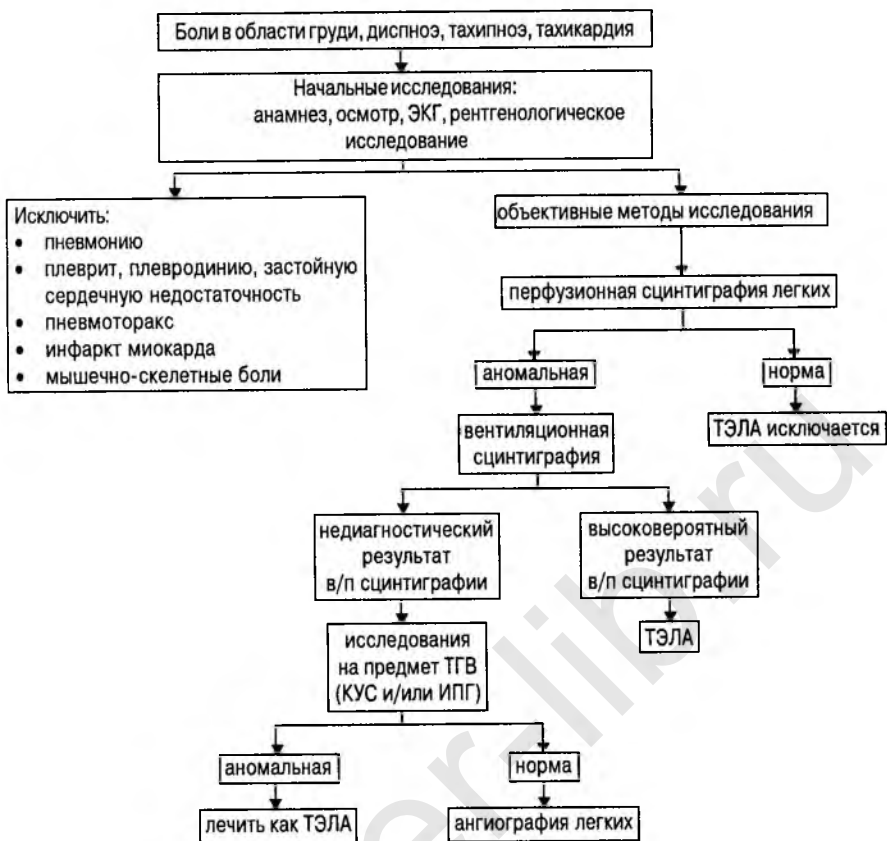 Боли в области груди, диспноэ, тахипноэ, тахикардия
Начальные исследования:
анамнез, осмотр, ЭКГ, рентгенологическое
исследование
Исключить:
• пневмонию
• плеврит, плевродинию, застойную
сердечную недостаточность
• пневмоторакс
• инфаркт миокарда
• мышечно-скелетные боли
объективные методы исследования
перфузионная сцинтиграфия легких
аномальная
норма
вентиляционная
сцинтиграфия
ТЭЛА исключается
недиагностический
результат
в/п сцинтиграфии
высоковероятный
результат
в/п сцинтиграфии
исследования
на предмет ТГВ
(КУС и/или ИПГ)
ТЭЛА
аномальная
норма
лечить как ТЭЛА
ангиография легких
er-lib.ru